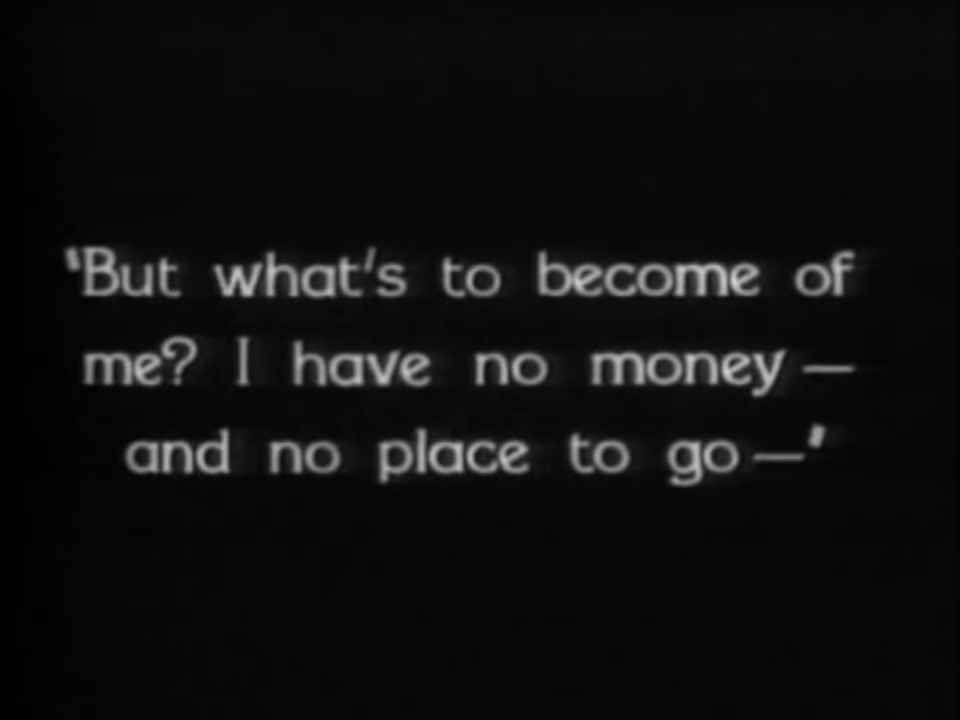 "But what's to become of
me? I have no money —
and no place to go —"